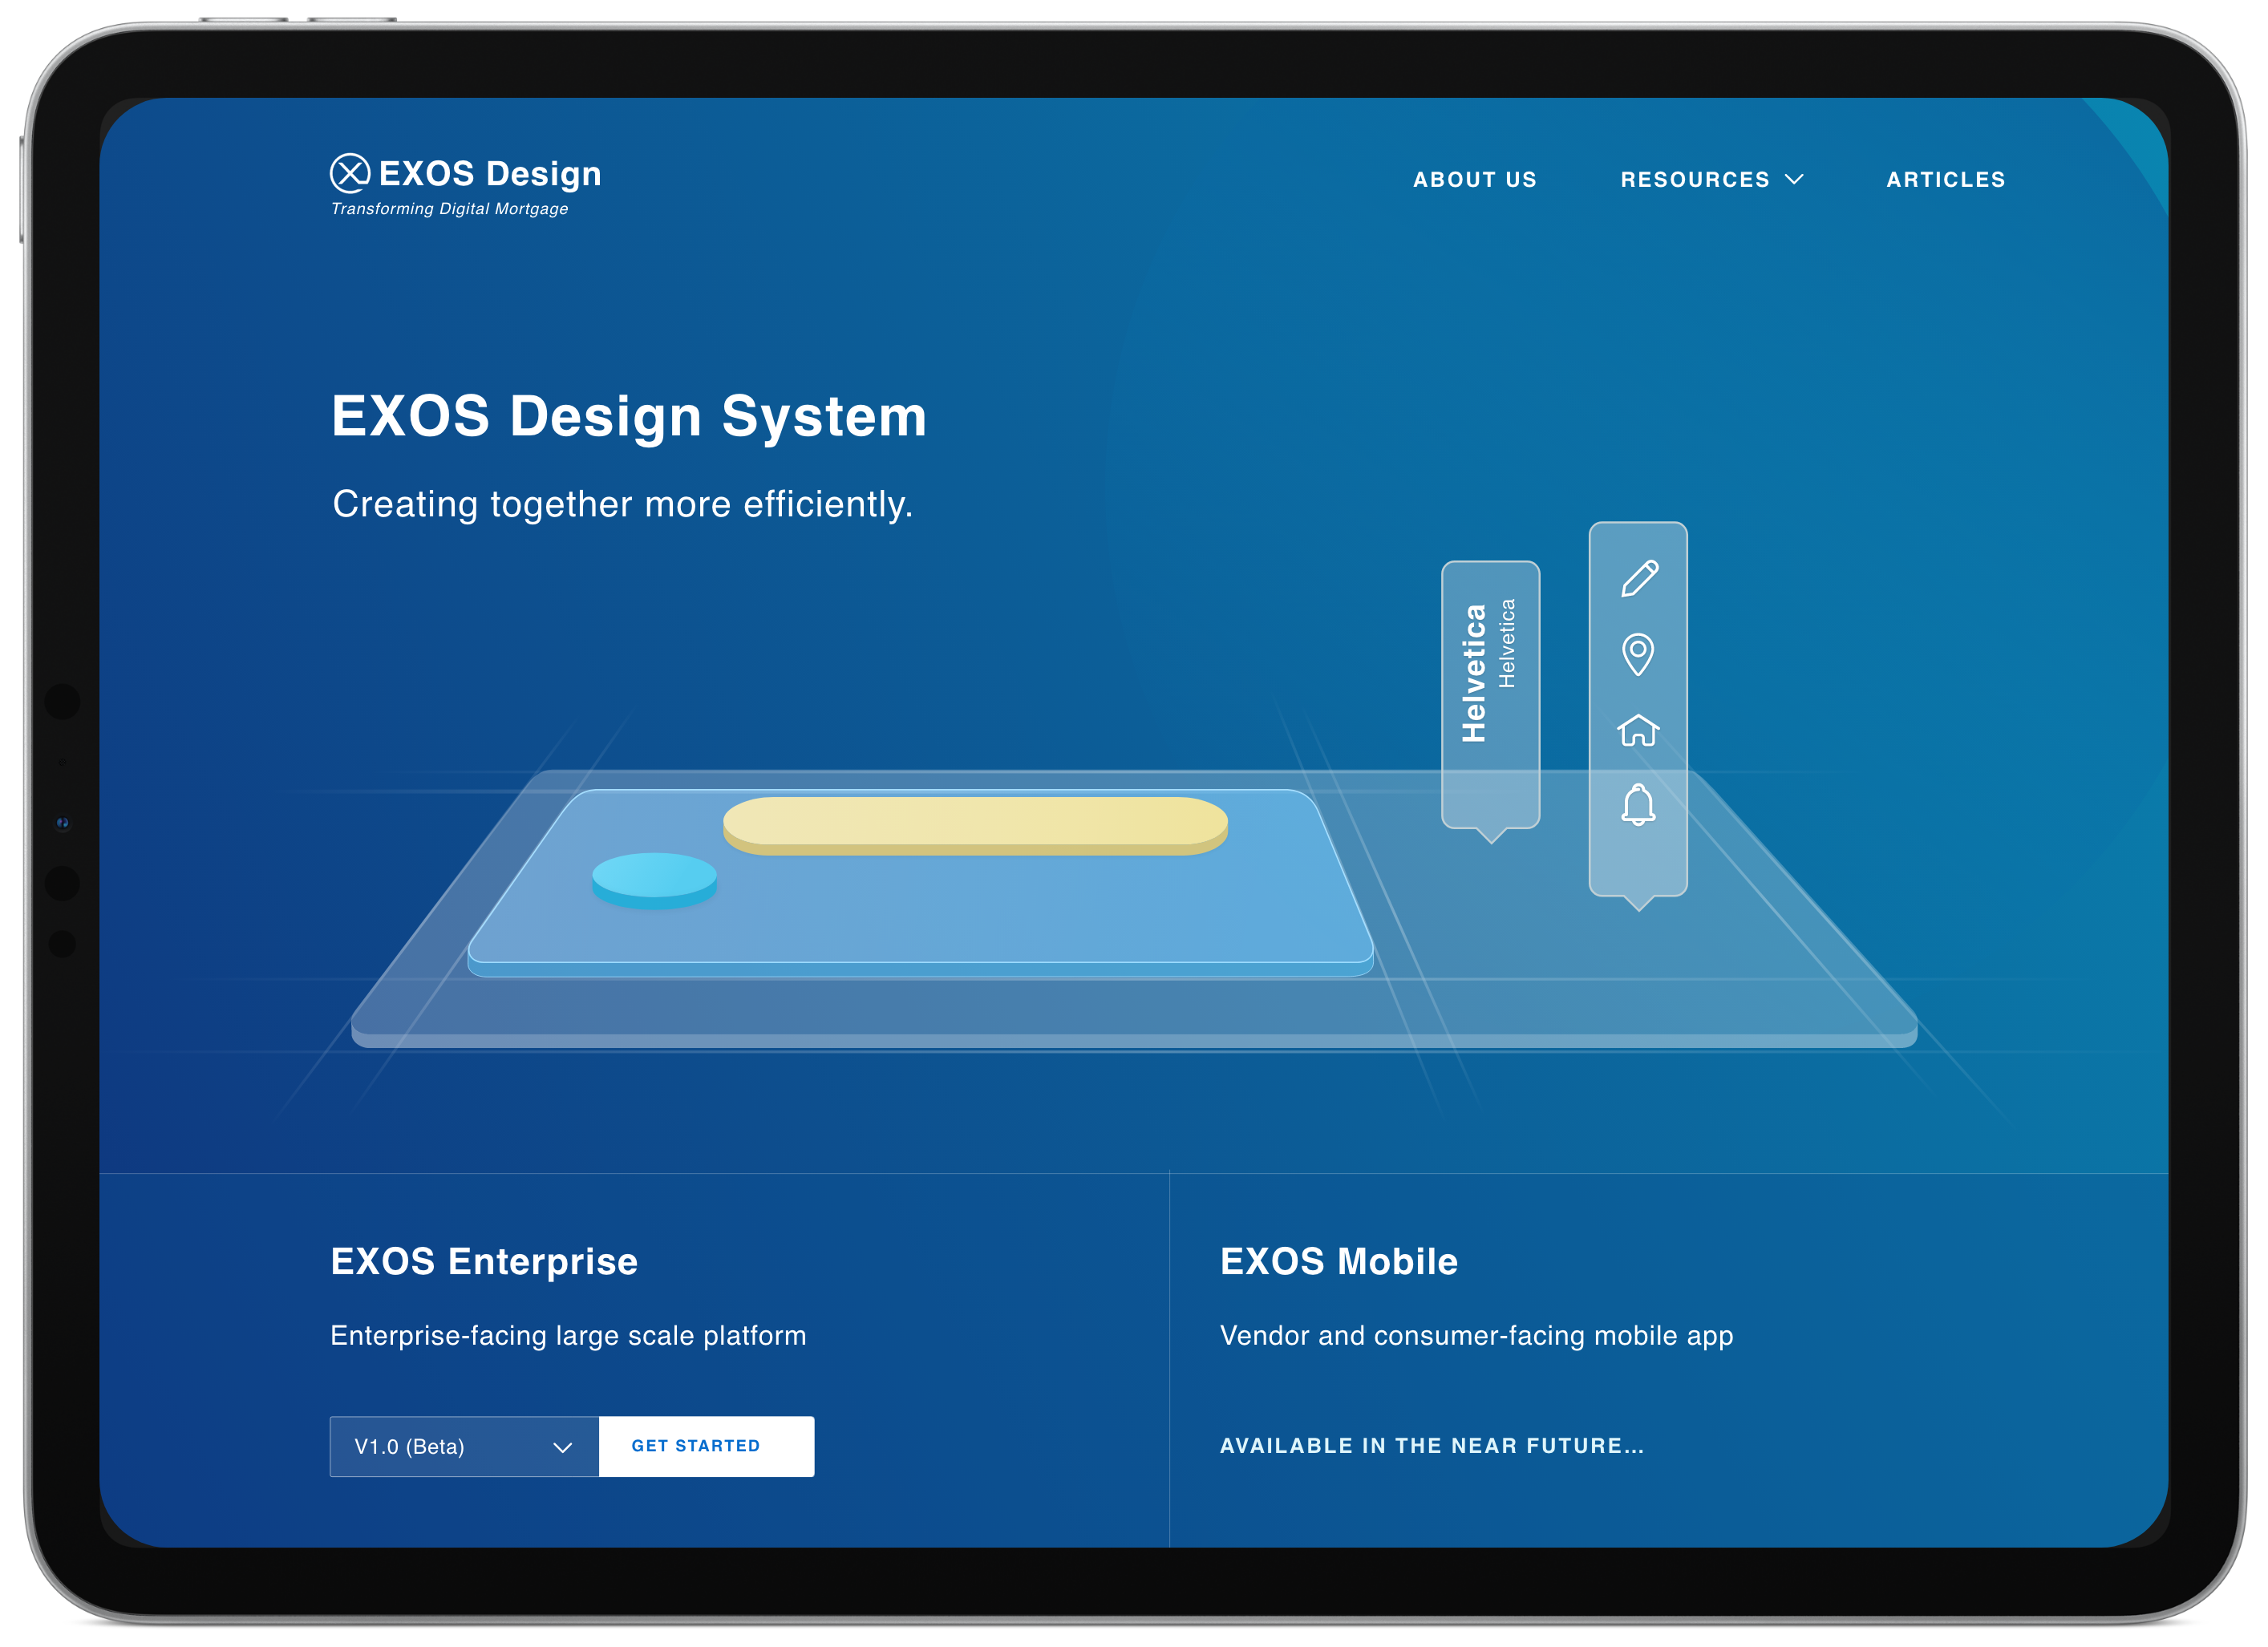 EXOS Design
Transforming Digital Mortgage
ABOUT US
RESOURCES
ARTICLES
EXOS Design System
Creating together more efficiently.
Helvetica
Helvetica
EXOS Enterprise
Enterprise-facing large scale platform
V1.0 (Beta)
GET STARTED
EXOS Mobile
Vendor and consumer-facing mobile app
AVAILABLE IN THE NEAR FUTURE...